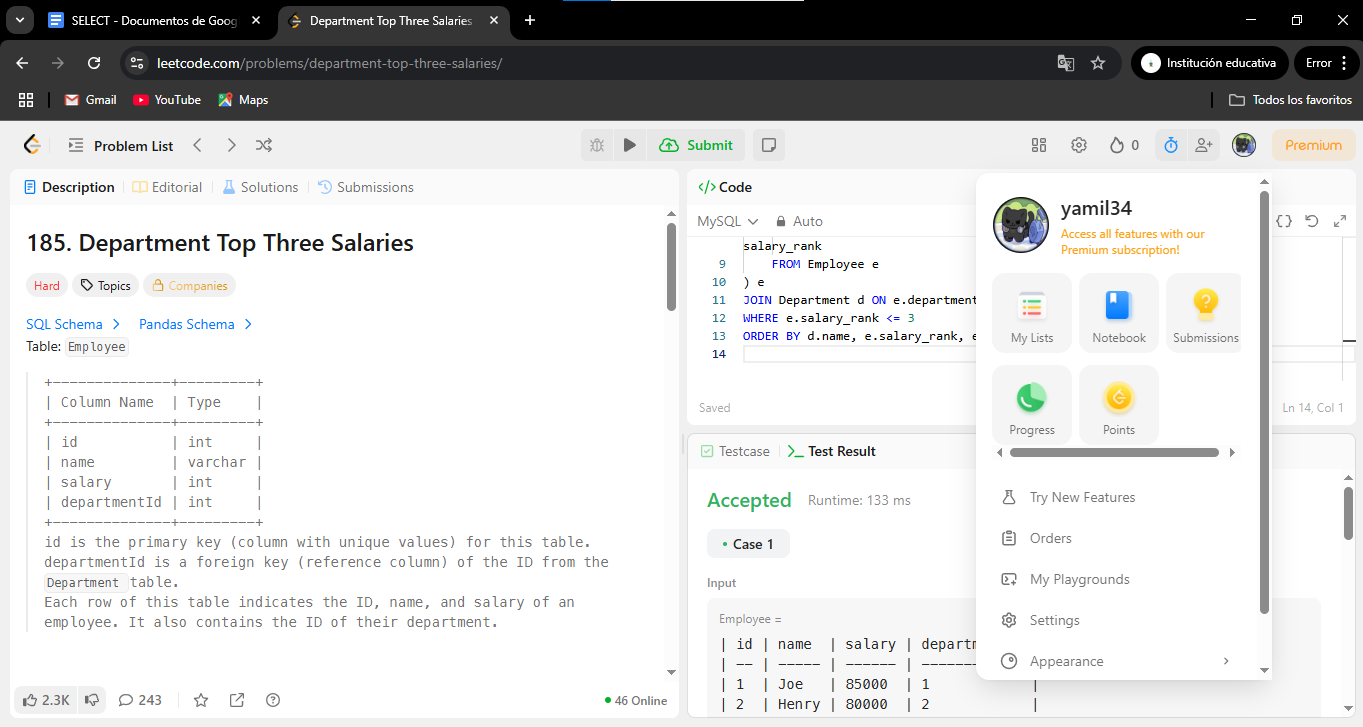 SELECT - Documentos de Goog
Department Top Three Salaries
leetcode.com/problems/department-top-three-salaries/
Institución educativa
Error
Gmail
YouTube
Maps
Todos los favoritos
Problem List
Submit
0
Premium
Description
Editorial
Solutions
Submissions
185. Department Top Three Salaries
Hard
Topics
Companies
SQL Schema
Pandas Schema
Table: Employee
+--------------+---------+
| Column Name | Type |
+--------------+---------+
| id | int |
| name | varchar |
| salary | int |
| departmentId | int |
+--------------+---------+
id is the primary key (column with unique values) for this table.
departmentId is a foreign key (reference column) of the ID from the
Department table.
Each row of this table indicates the ID, name, and salary of an
employee. It also contains the ID of their department.
2.3K
243
46 Online
</> Code
MySQL
Auto
{}
salary_rank
9 FROM Employee e
10 ) e
11 JOIN Department d ON e.department
12 WHERE e.salary_rank <= 3
13 ORDER BY d.name, e.salary_rank, e
14
Saved
Ln 14, Col 1
Testcase
Test Result
Accepted Runtime: 133 ms
• Case 1
Input
Employee =
| id | name | salary | departm
| -- | ----- | ------ | -------
| 1 | Joe | 85000 | 1 |
| 2 | Henry | 80000 | 2 |
yamil34
Access all features with our
Premium subscription!
My Lists
Notebook
Submissions
Progress
Points
Try New Features
Orders
My Playgrounds
Settings
Appearance